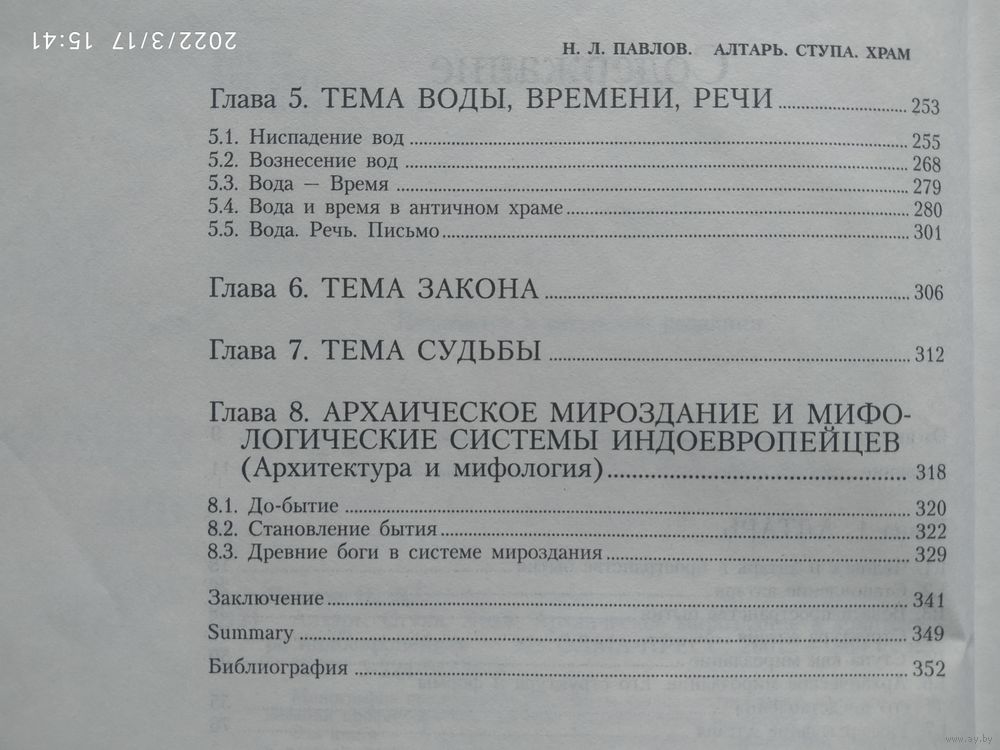 2022/3/17 15:41
Н. Л. ПАВЛОВ. АЛТАРЬ. СТУПА. ХРАМ
Глава 5. ТЕМА ВОДЫ, ВРЕМЕНИ, РЕЧИ 253
5.1. Ниспадение вод 255
5.2. Вознесение вод 268
5.3. Вода — Время 279
5.4. Вода и время в античном храме 280
5.5. Вода. Речь. Письмо 301
Глава 6. ТЕМА ЗАКОНА 306
Глава 7. ТЕМА СУДЬБЫ 312
Глава 8. АРХАИЧЕСКОЕ МИРОЗДАНИЕ И МИФО-
ЛОГИЧЕСКИЕ СИСТЕМЫ ИНДОЕВРОПЕЙЦЕВ
(Архитектура и мифология) 318
8.1. До-бытие 320
8.2. Становление бытия 322
8.3. Древние боги в системе мироздания 329
Заключение 341
Summary 349
Библиография 352
www.ay.by